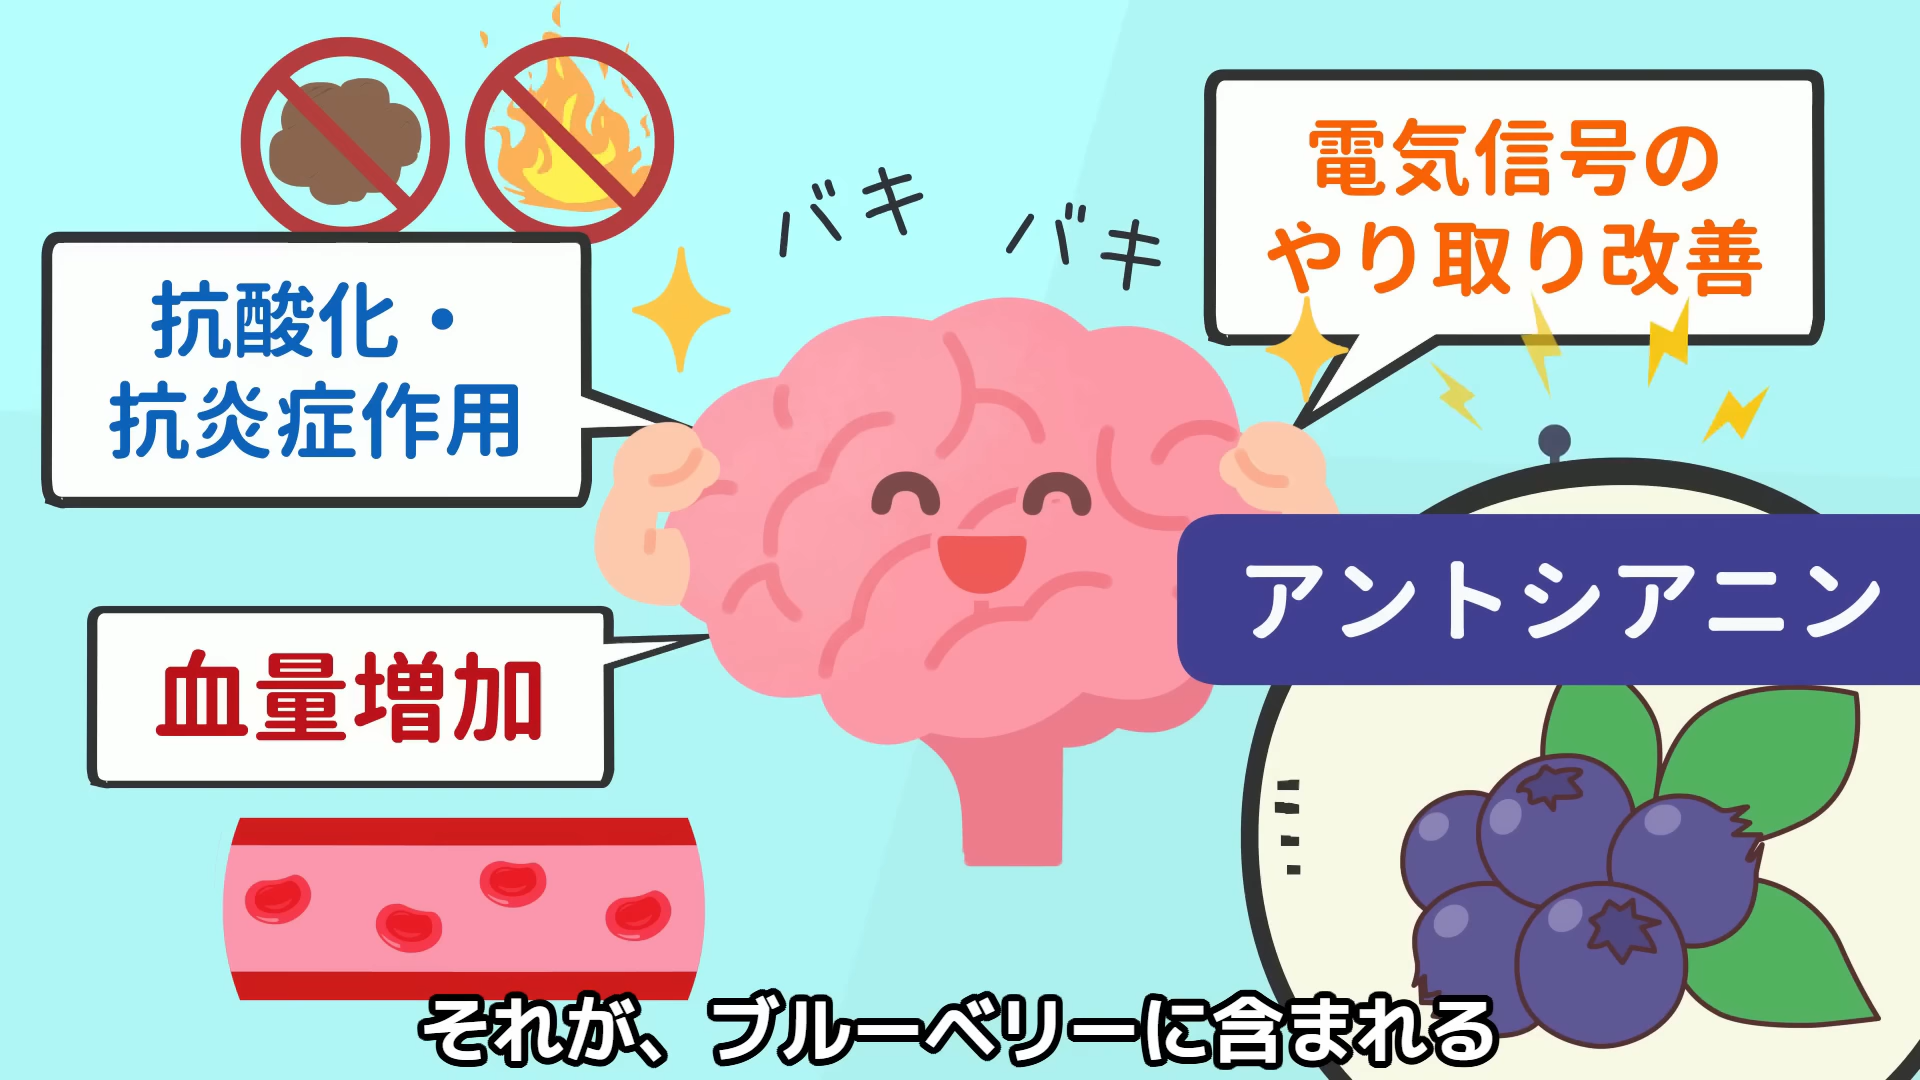 バキ
バキ
抗酸化・
抗炎症作用
電気信号の
やり取り改善
血量増加
アントシアニン
それが、ブルーベリーに含まれる